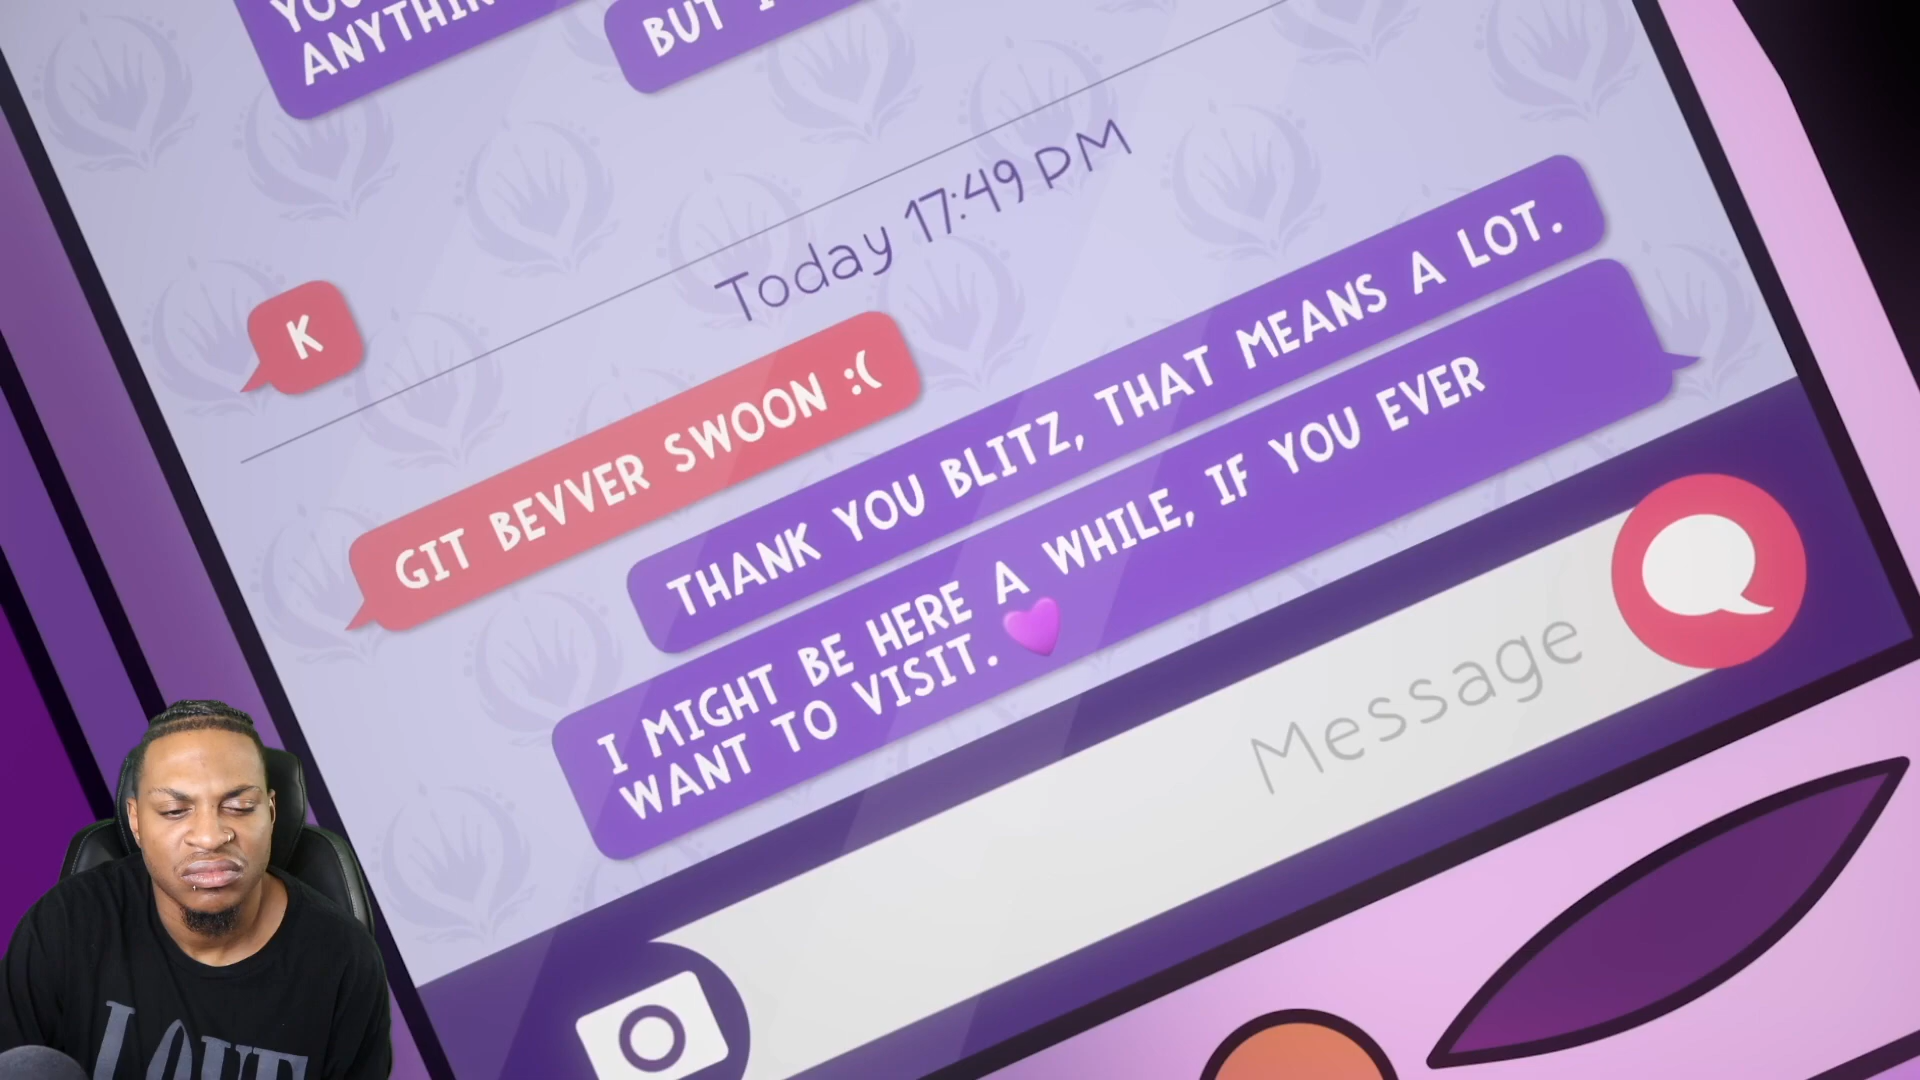 ANYTHIN
BUT I
K
Today 17:49 PM
GIT BEVVER SWOON :(
THANK YOU BLITZ, THAT MEANS A LOT.
I MIGHT BE HERE A WHILE, IF YOU EVER
WANT TO VISIT. 💜
Message
LOVE